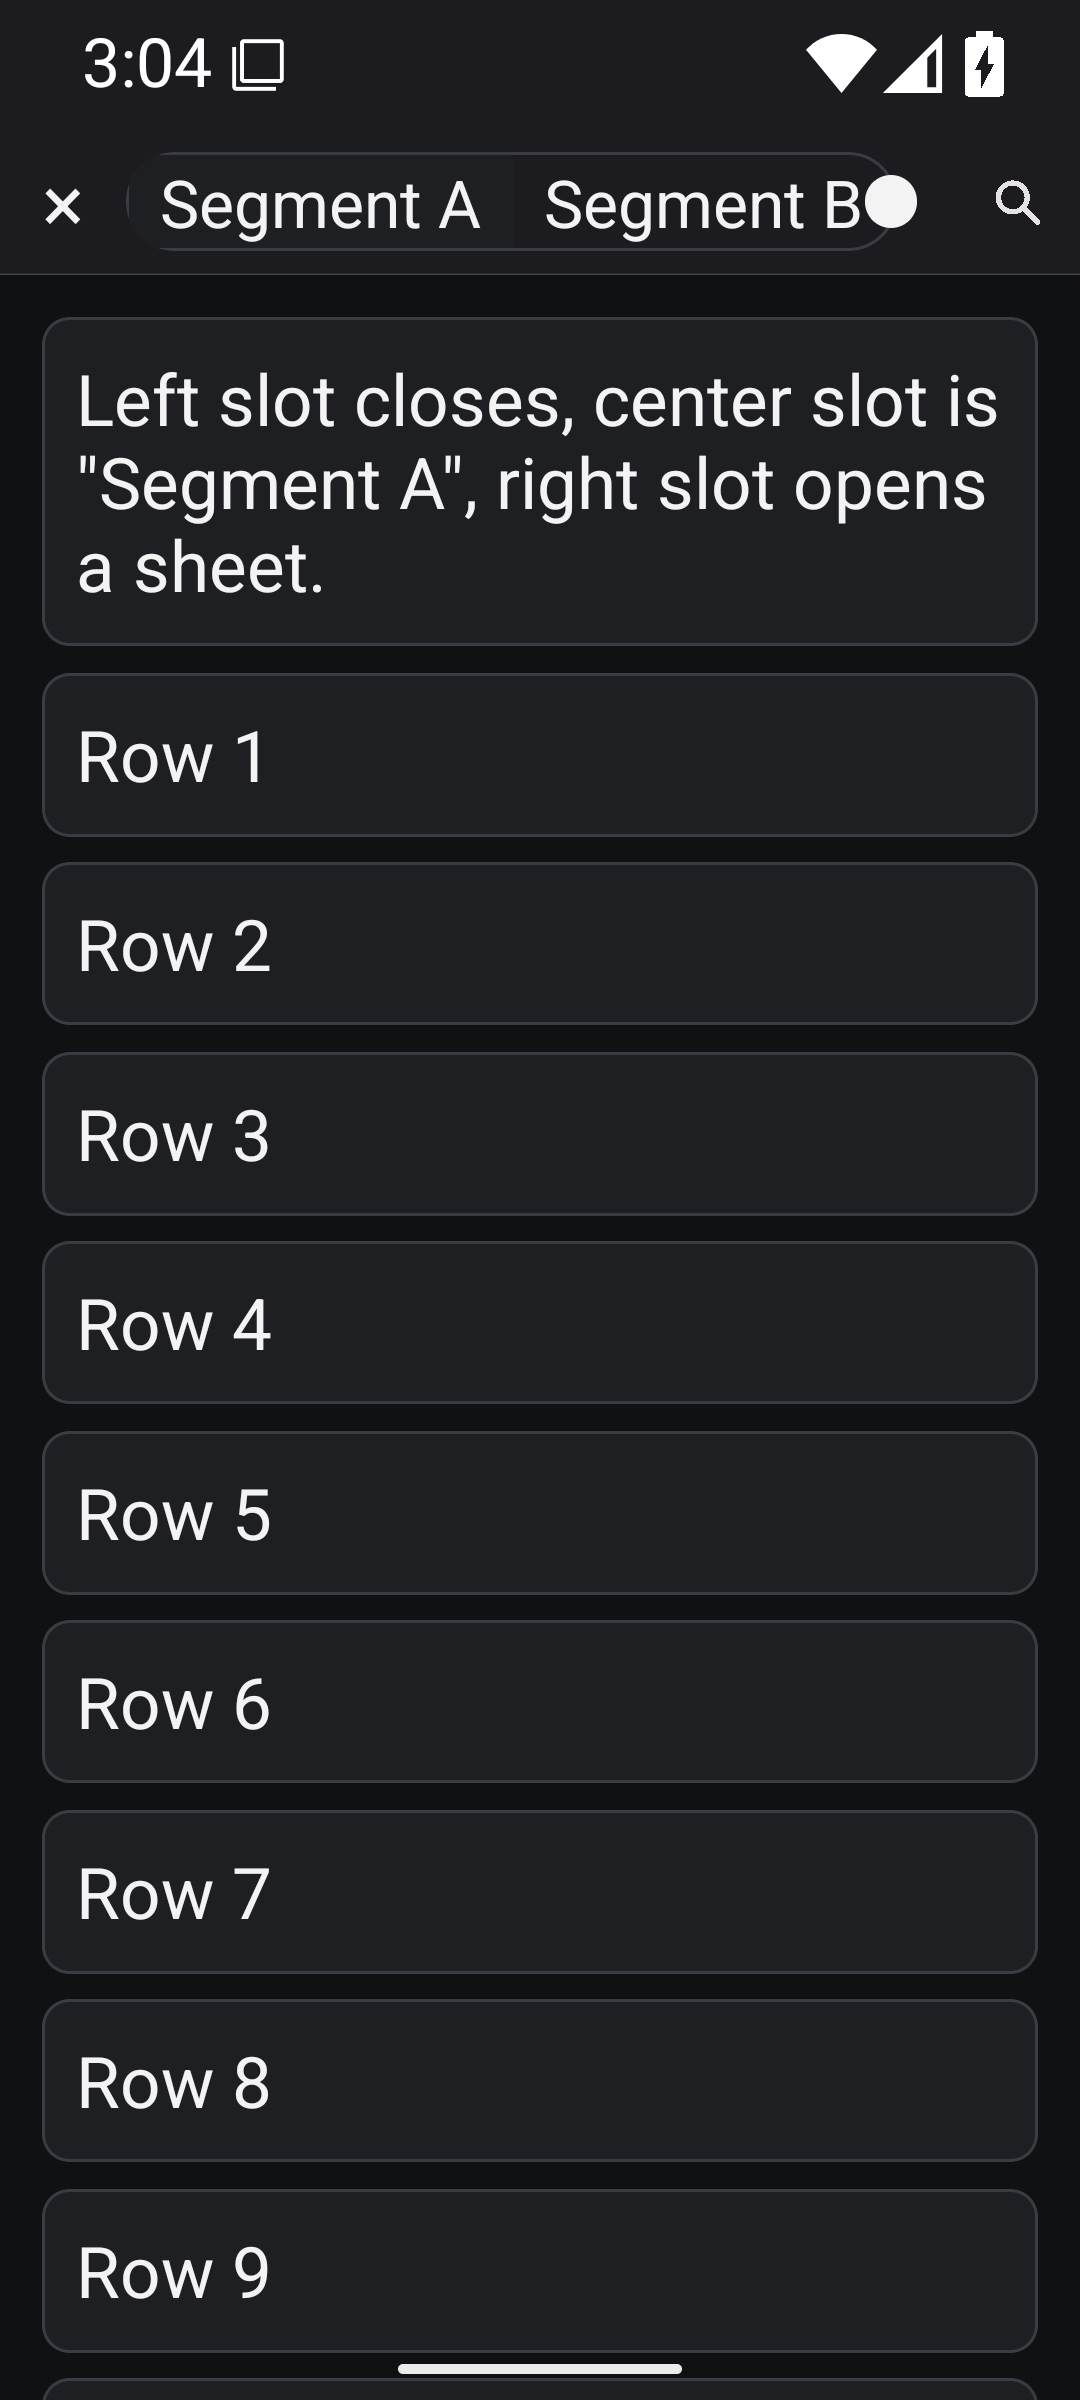 3:04
Segment A Segment B
Left slot closes, center slot is
"Segment A", right slot opens
a sheet.
Row 1
Row 2
Row 3
Row 4
Row 5
Row 6
Row 7
Row 8
Row 9